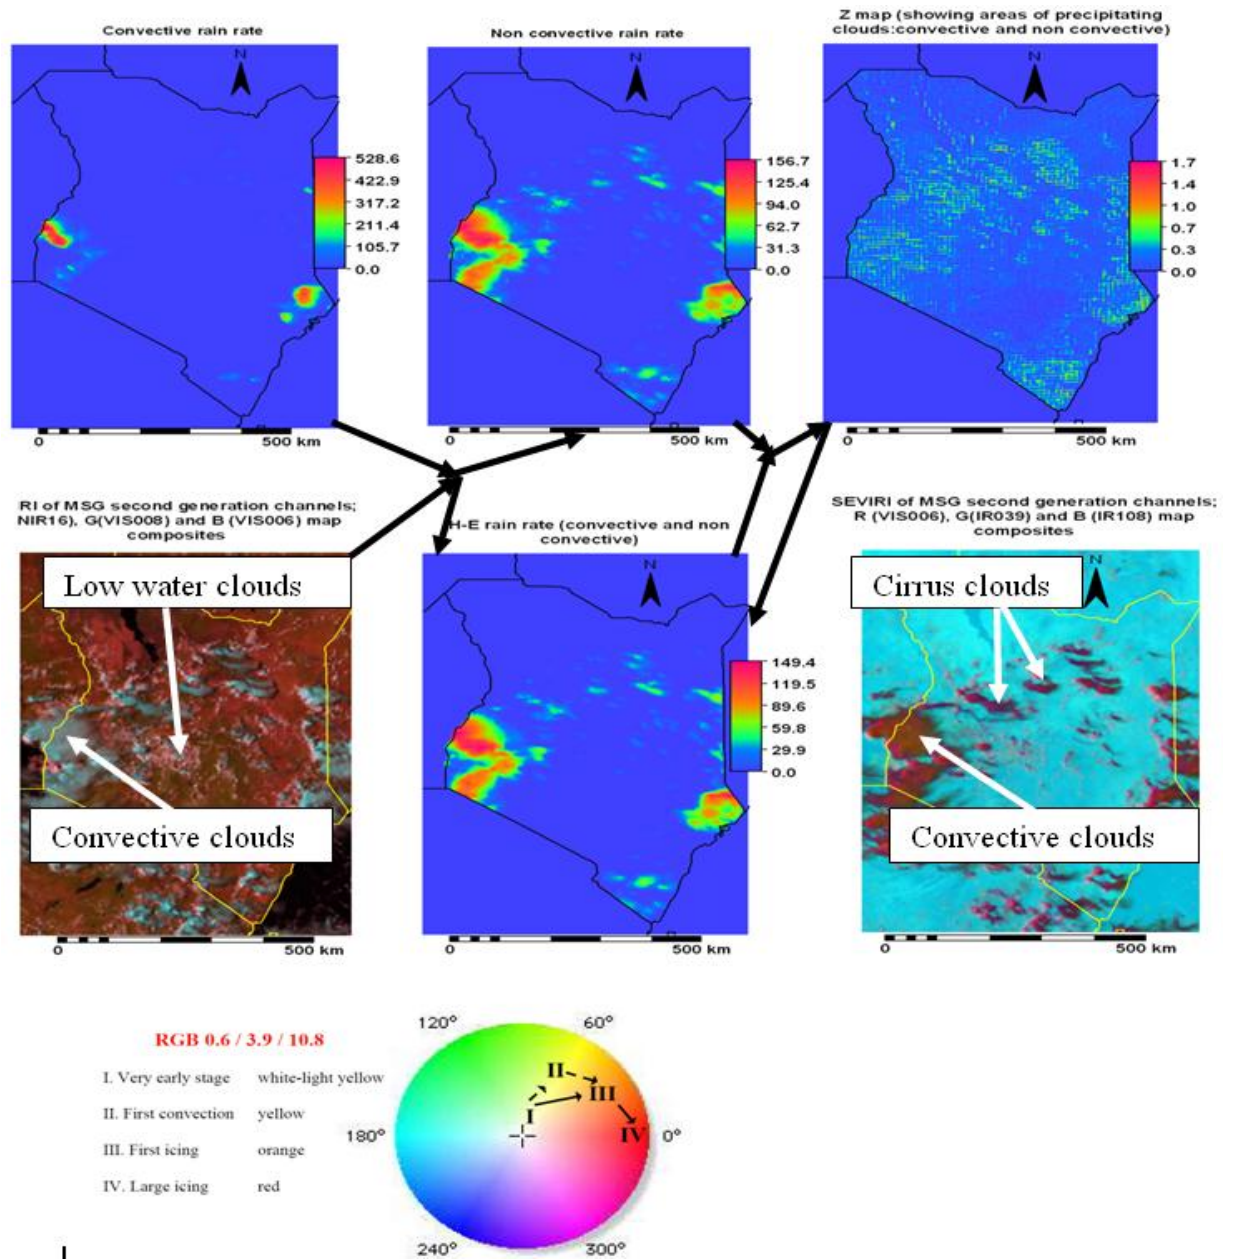 Convective rain rate
N
528.6
422.9
317.2
211.4
105.7
0.0
0
500 km
Non convective rain rate
N
156.7
125.4
94.0
62.7
31.3
0.0
0
500 km
Z map (showing areas of precipitating
clouds:convective and non convective)
N
1.7
1.4
1.0
0.7
0.3
0.0
0
500 km
RI of MSG second generation channels;
NIR16), G(VIS008) and B (VIS006) map
composites
Low water clouds
Convective clouds
0
500 km
H-E rain rate (convective and non
convective)
N
149.4
119.5
89.6
59.8
29.9
0.0
0
500 km
SEVIRI of MSG second generation channels;
R (VIS006), G(IR039) and B (IR108) map
composites
Cirrus clouds
N
Convective clouds
0
500 km
RGB 0.6 / 3.9 / 10.8
I. Very early stage white-light yellow
II. First convection yellow
III. First icing orange
IV. Large icing red
120°
60°
II
III
I
IV
180°
0°
240°
300°